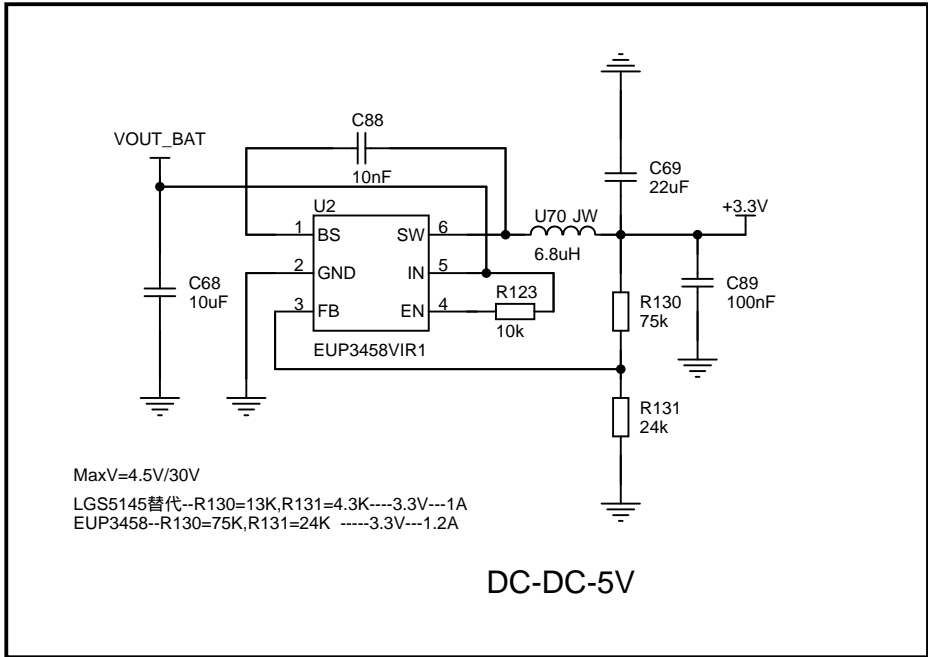 C88
10nF
VOUT_BAT
C69
22uF
+3.3V
U2
1
BS
SW
6
U70 JW
6.8uH
2
GND
IN
5
C68
10uF
C89
100nF
3
FB
EN
4
R123
10k
R130
75k
EUP3458VIR1
R131
24k
MaxV=4.5V/30V
LGS5145替代--R130=13K,R131=4.3K----3.3V---1A
EUP3458--R130=75K,R131=24K -----3.3V---1.2A
DC-DC-5V